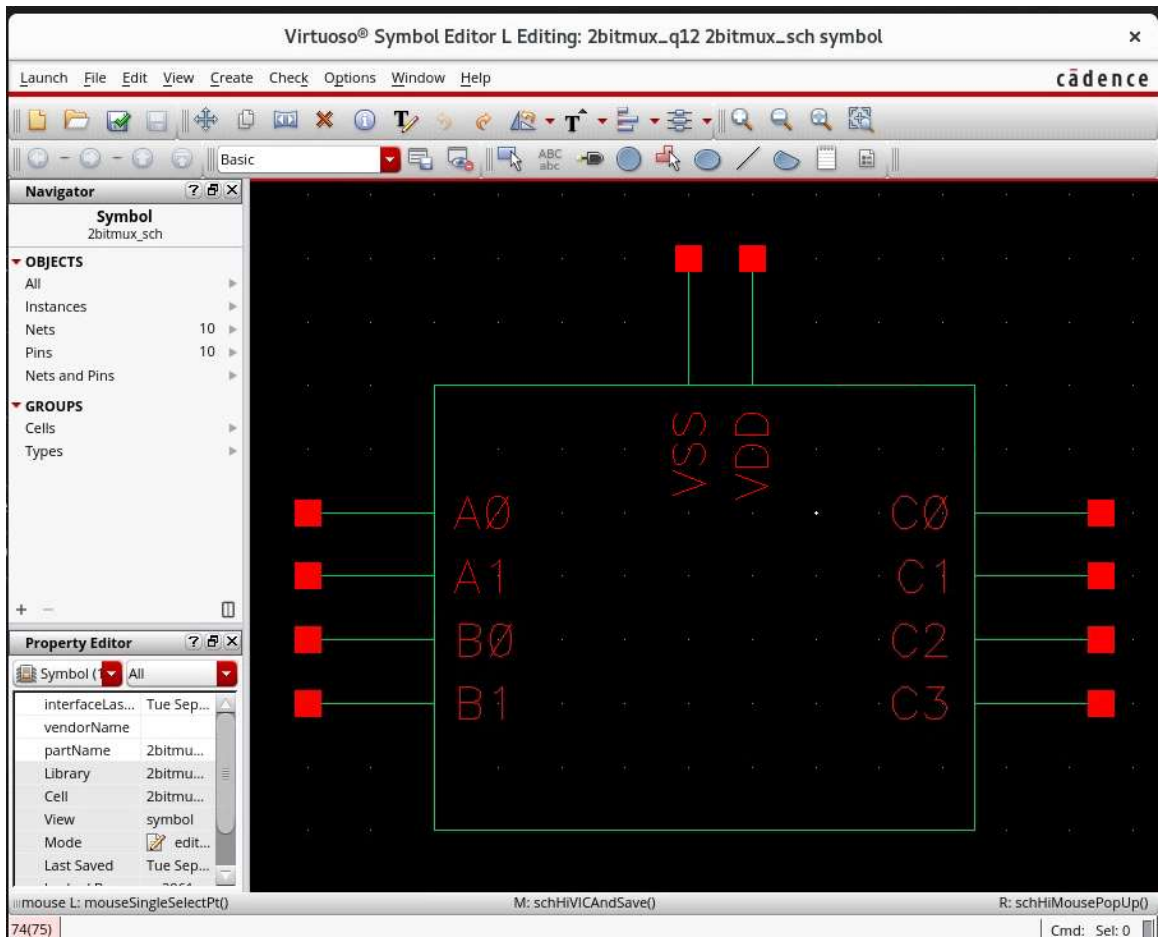 Virtuoso® Symbol Editor L Editing: 2bitmux_q12 2bitmux_sch symbol ×
Launch File Edit View Create Check Options Window Help cādence
Basic
ABC
abc
Navigator ? ×
Symbol
2bitmux_sch
OBJECTS
All
Instances
Nets 10
Pins 10
Nets and Pins
GROUPS
Cells
Types
+ −
Property Editor ? ×
Symbol ( All
interfaceLas... Tue Sep...
vendorName
partName 2bitmu...
Library 2bitmu...
Cell 2bitmu...
View symbol
Mode edit...
Last Saved Tue Sep...
VSS VDD
A0 C0
A1 C1
B0 C2
B1 C3
mouse L: mouseSingleSelectPt() M: schHiVICAndSave() R: schHiMousePopUp()
74(75) Cmd: Sel: 0